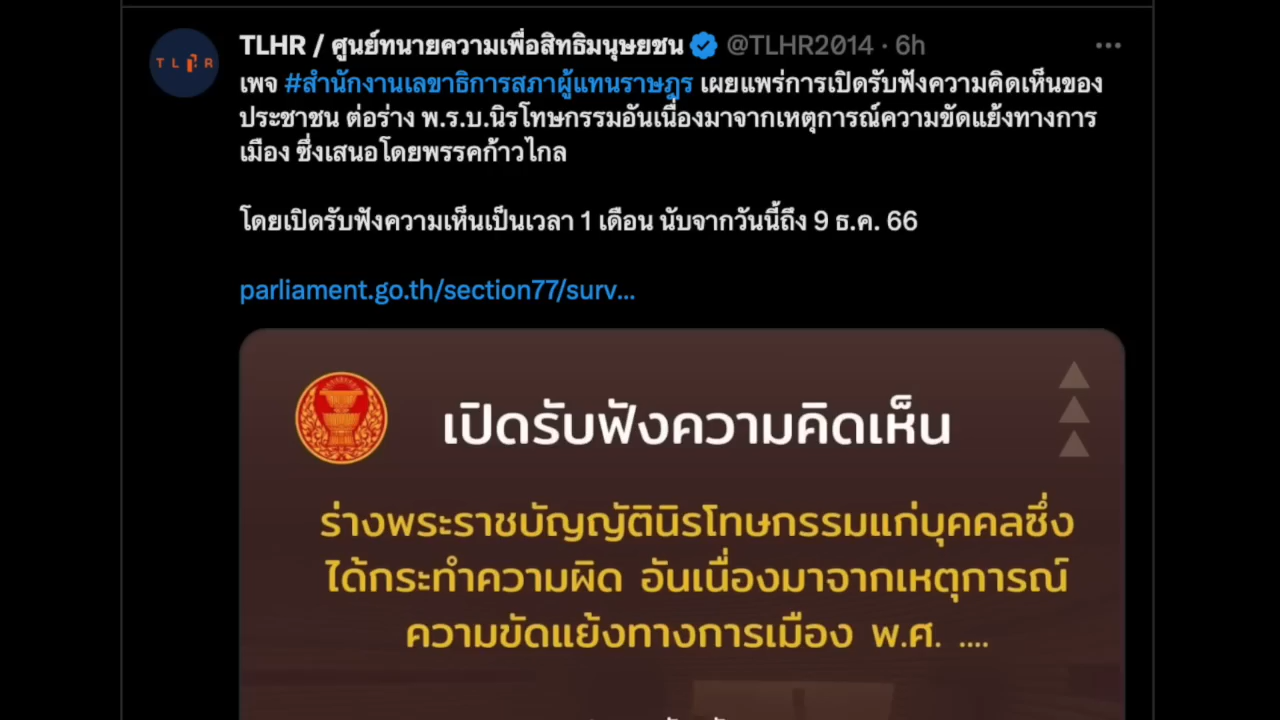 TLHR / ศูนย์ทนายความเพื่อสิทธิมนุษยชน @TLHR2014 · 6h
TLHR
เพจ #สำนักงานเลขาธิการสภาผู้แทนราษฎร เผยแพร่การเปิดรับฟังความคิดเห็นของ
ประชาชน ต่อร่าง พ.ร.บ.นิรโทษกรรมอันเนื่องมาจากเหตุการณ์ความขัดแย้งทางการ
เมือง ซึ่งเสนอโดยพรรคก้าวไกล
โดยเปิดรับฟังความเห็นเป็นเวลา 1 เดือน นับจากวันนี้ถึง 9 ธ.ค. 66
parliament.go.th/section77/surv...
เปิดรับฟังความคิดเห็น
ร่างพระราชบัญญัตินิรโทษกรรมแก่บุคคลซึ่ง
ได้กระทำความผิด อันเนื่องมาจากเหตุการณ์
ความขัดแย้งทางการเมือง พ.ศ. ....